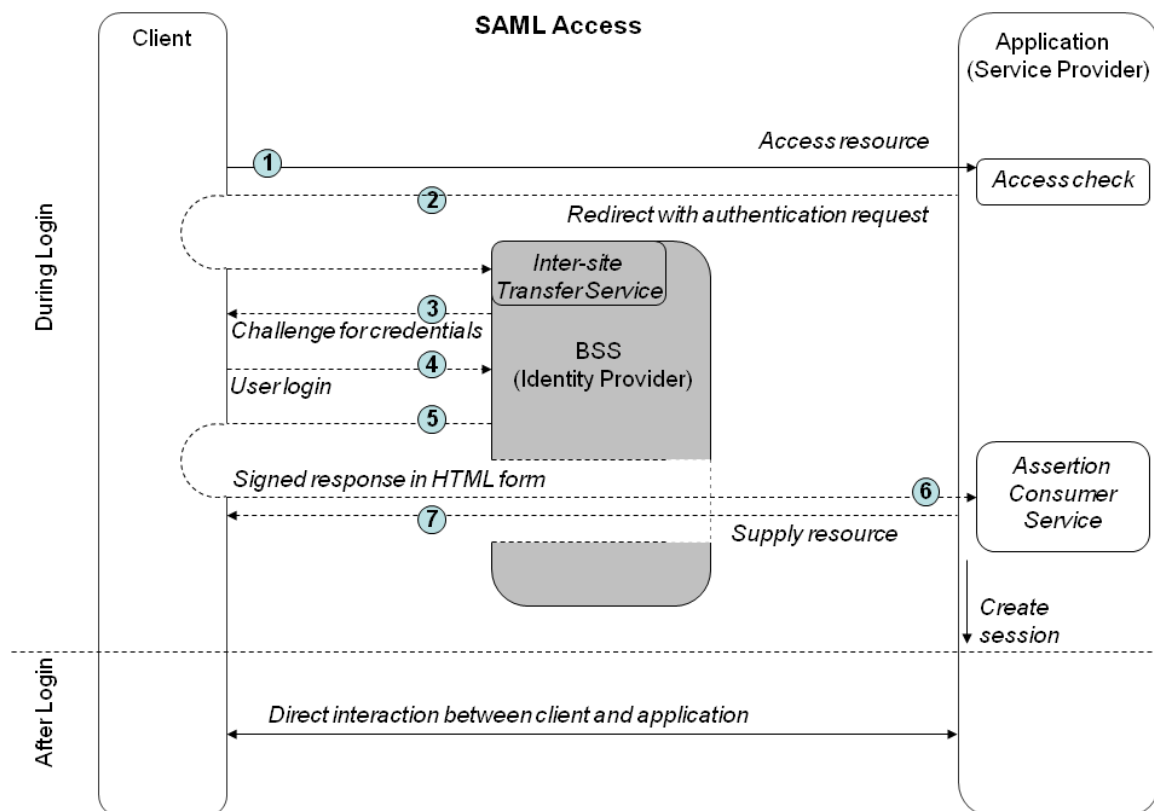 SAML Access
Client
Application
(Service Provider)
During Login
1
Access resource
Access check
2
Redirect with authentication request
Inter-site
Transfer Service
3
Challenge for credentials
BSS
(Identity Provider)
4
User login
5
Signed response in HTML form
6
Assertion
Consumer
Service
7
Supply resource
Create
session
After Login
Direct interaction between client and application